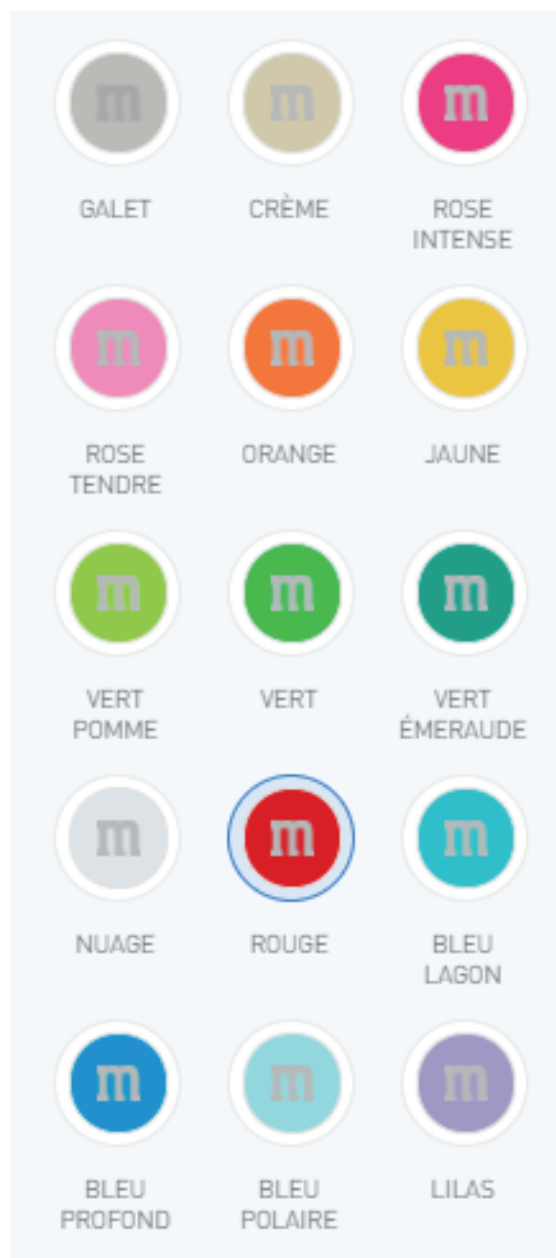 m m m
GALET CRÈME ROSE
INTENSE
m m m
ROSE
TENDRE ORANGE JAUNE
m m m
VERT
POMME VERT VERT
ÉMERAUDE
m m m
NUAGE ROUGE BLEU
LAGON
m m m
BLEU
PROFOND BLEU
POLAIRE LILAS